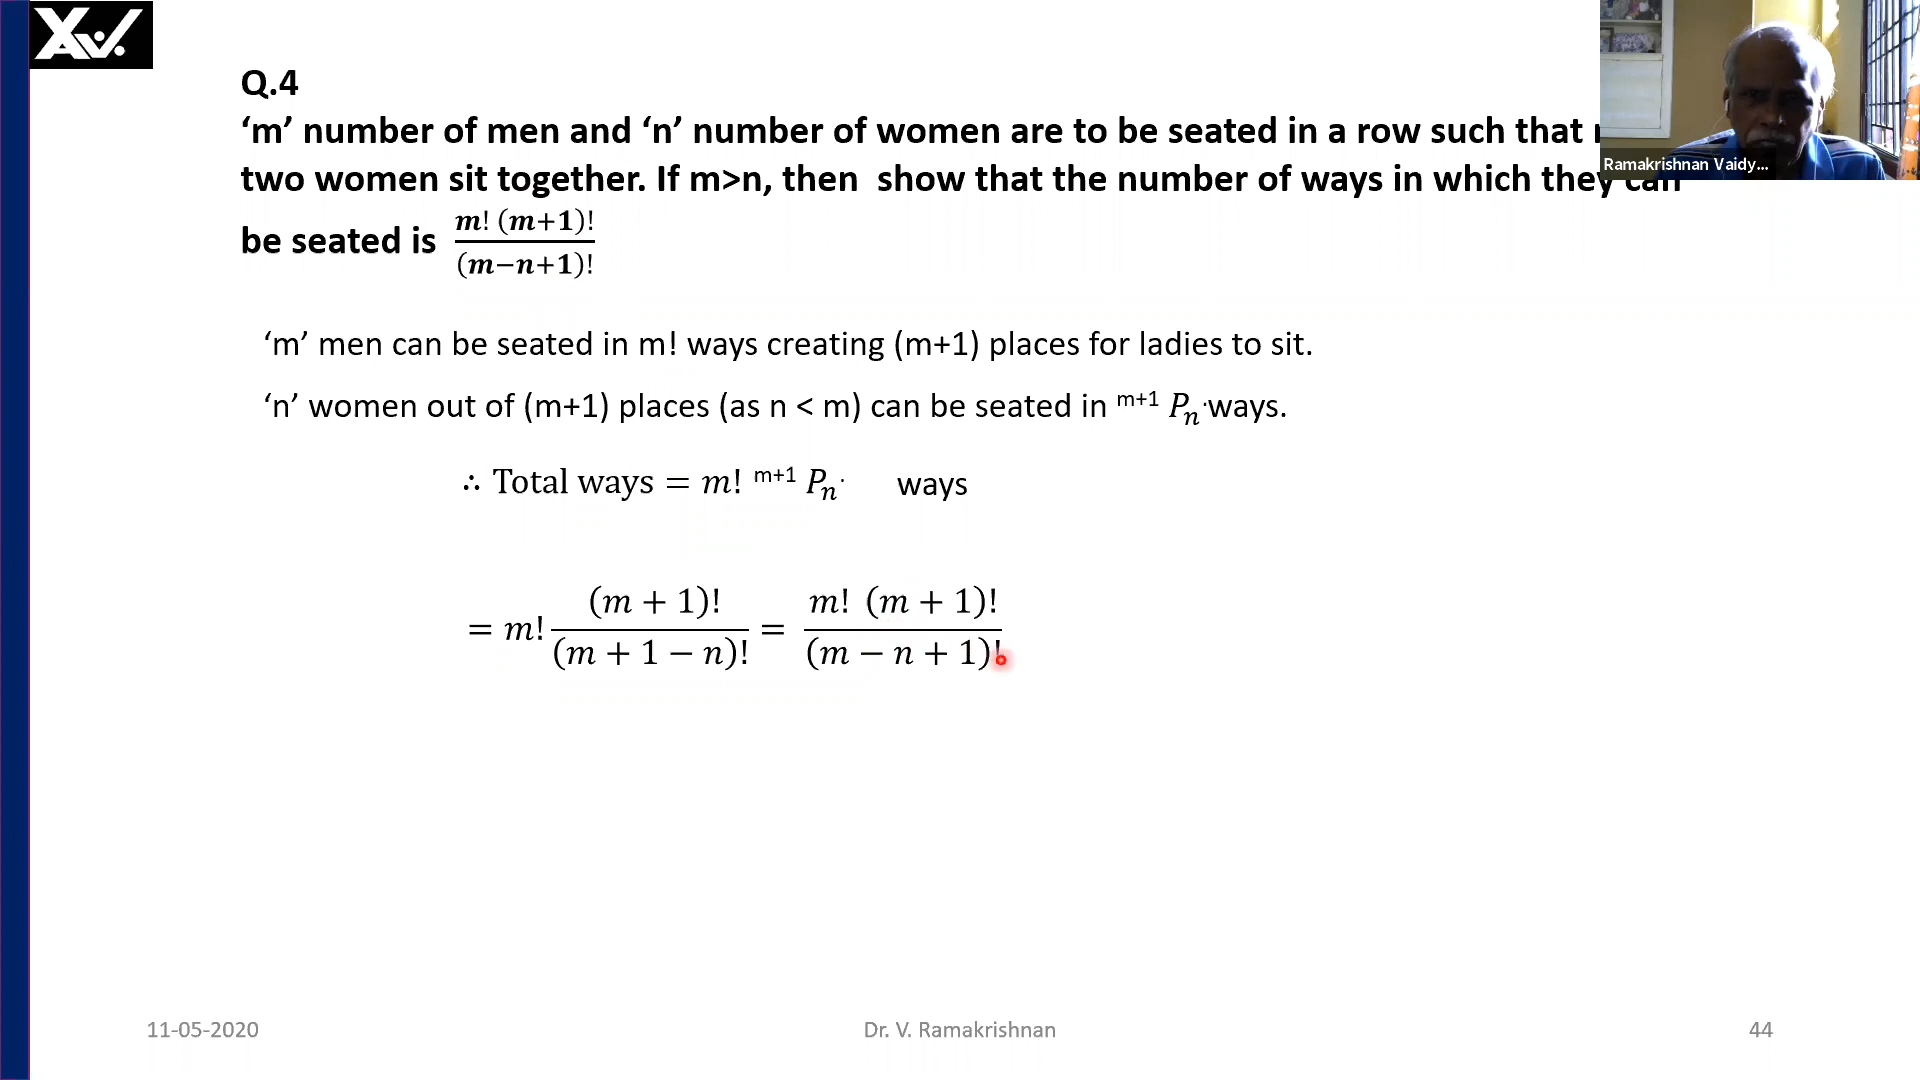 XAV.
Q.4
‘m’ number of men and ‘n’ number of women are to be seated in a row such that
two women sit together. If m>n, then show that the number of ways in which they can
be seated is m! (m+1)! / (m−n+1)!
Ramakrishnan Vaidy...
‘m’ men can be seated in m! ways creating (m+1) places for ladies to sit.
‘n’ women out of (m+1) places (as n < m) can be seated in ᵐ⁺¹ Pₙ ways.
∴ Total ways = m! ᵐ⁺¹ Pₙ ways
= m! (m + 1)! / (m + 1 − n)! = m! (m + 1)! / (m − n + 1)!
11-05-2020
Dr. V. Ramakrishnan
44